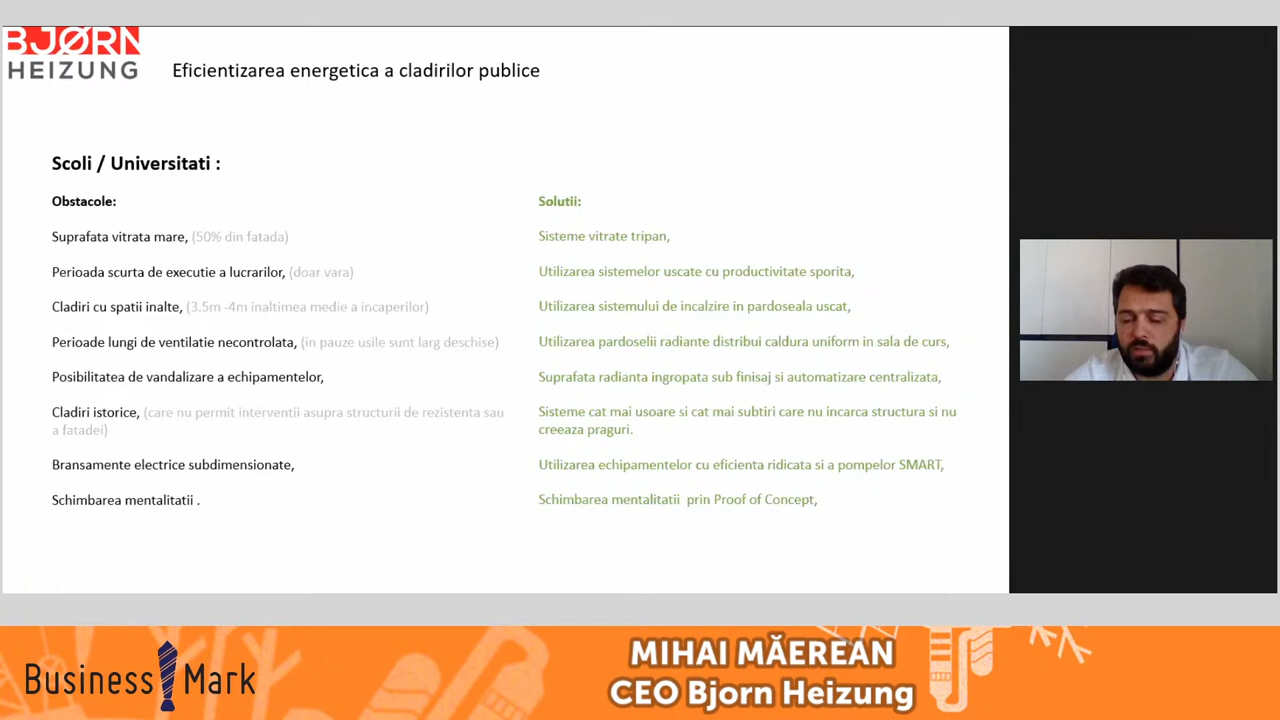 BJØRN
HEIZUNG
Eficientizarea energetica a cladirilor publice
Scoli / Universitati :
Obstacole:
Suprafata vitrata mare, (50% din fatada)
Perioada scurta de executie a lucrarilor, (doar vara)
Cladiri cu spatii inalte, (3.5m -4m inaltimea medie a incaperilor)
Perioade lungi de ventilatie necontrolata, (in pauze usile sunt larg deschise)
Posibilitatea de vandalizare a echipamentelor,
Cladiri istorice, (care nu permit interventii asupra structurii de rezistenta sau
a fatadei)
Bransamente electrice subdimensionate,
Schimbarea mentalitatii .
Solutii:
Sisteme vitrate tripan,
Utilizarea sistemelor uscate cu productivitate sporita,
Utilizarea sistemului de incalzire in pardoseala uscat,
Utilizarea pardoselii radiante distribui caldura uniform in sala de curs,
Suprafata radianta ingropata sub finisaj si automatizare centralizata,
Sisteme cat mai usoare si cat mai subtiri care nu incarca structura si nu
creeaza praguri.
Utilizarea echipamentelor cu eficienta ridicata si a pompelor SMART,
Schimbarea mentalitatii  prin Proof of Concept,
Business Mark
MIHAI MĂEREAN
CEO Bjorn Heizung